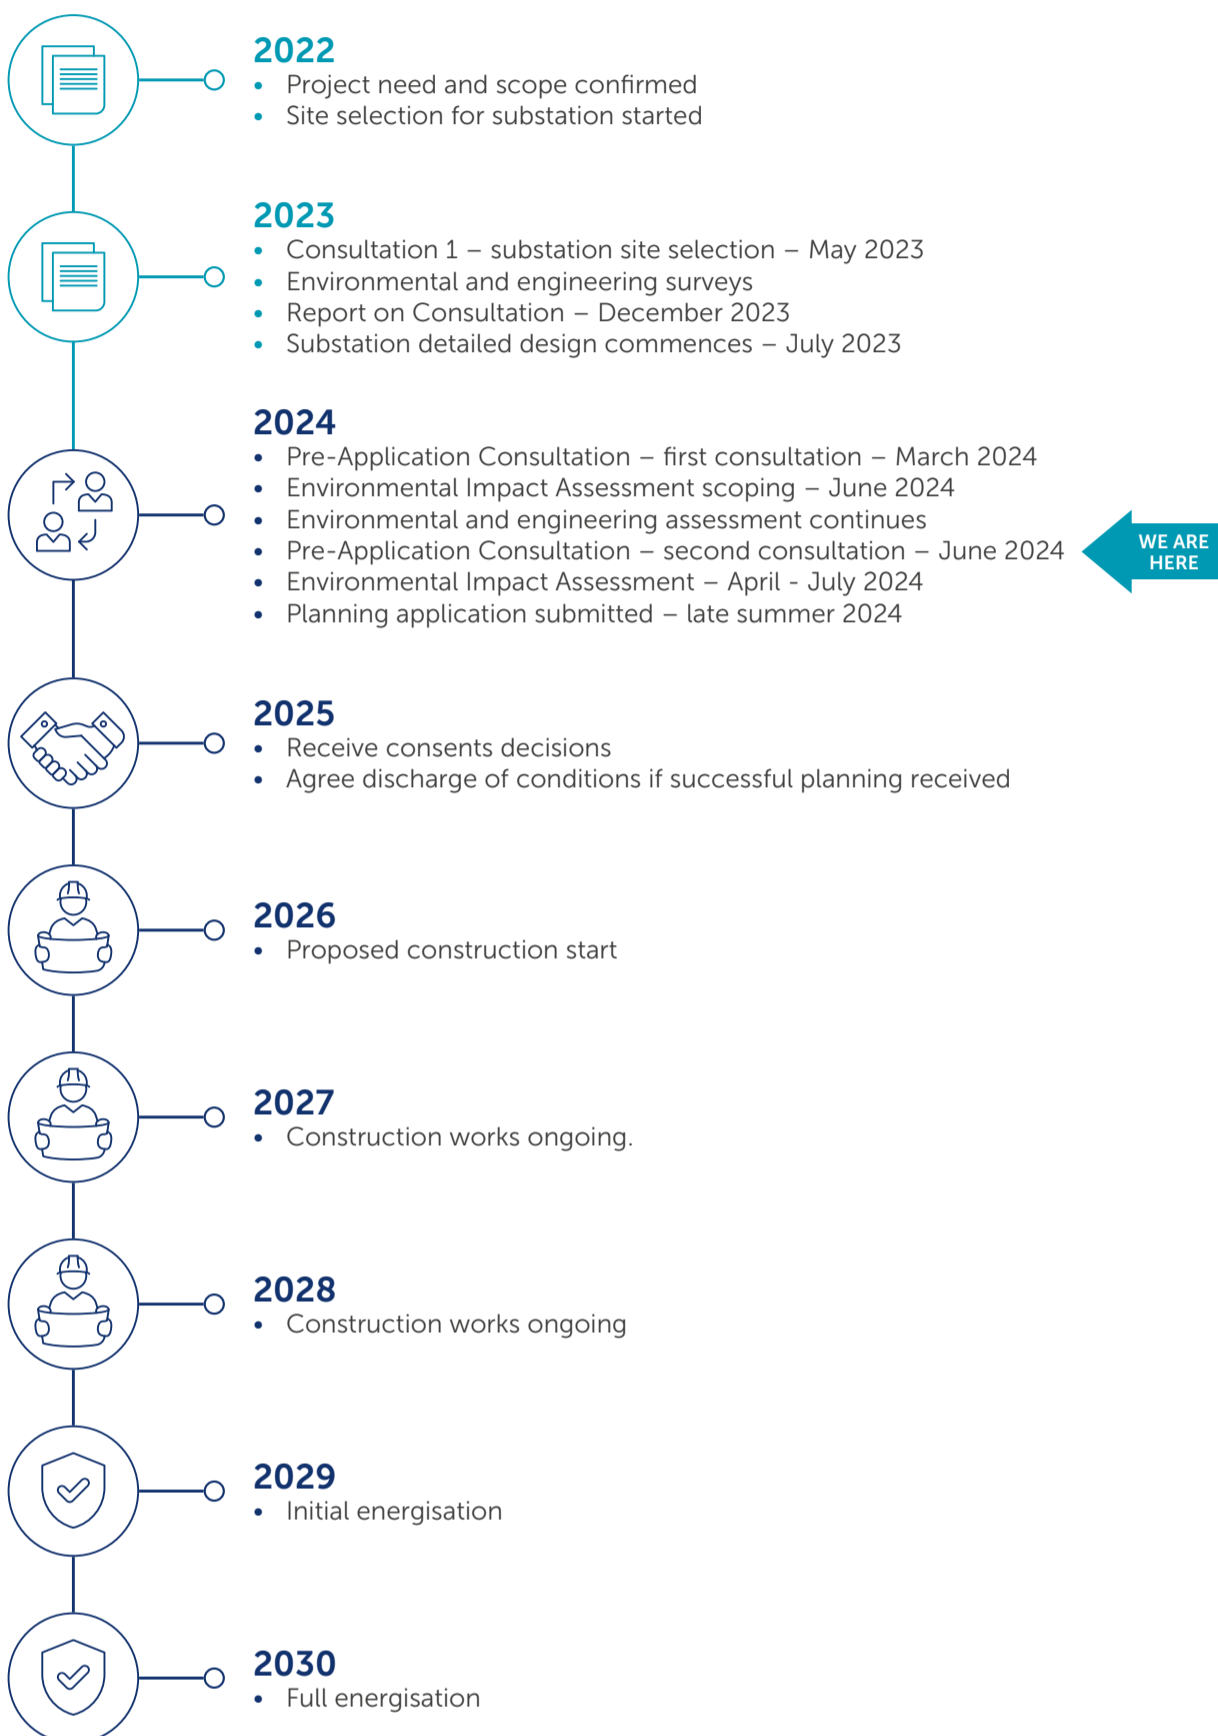 2022
• Project need and scope confirmed
• Site selection for substation started
2023
• Consultation 1 – substation site selection – May 2023
• Environmental and engineering surveys
• Report on Consultation – December 2023
• Substation detailed design commences – July 2023
2024
• Pre-Application Consultation – first consultation – March 2024
• Environmental Impact Assessment scoping – June 2024
• Environmental and engineering assessment continues
• Pre-Application Consultation – second consultation – June 2024
WE ARE
HERE
• Environmental Impact Assessment – April - July 2024
• Planning application submitted – late summer 2024
2025
• Receive consents decisions
• Agree discharge of conditions if successful planning received
2026
• Proposed construction start
2027
• Construction works ongoing.
2028
• Construction works ongoing
2029
• Initial energisation
2030
• Full energisation